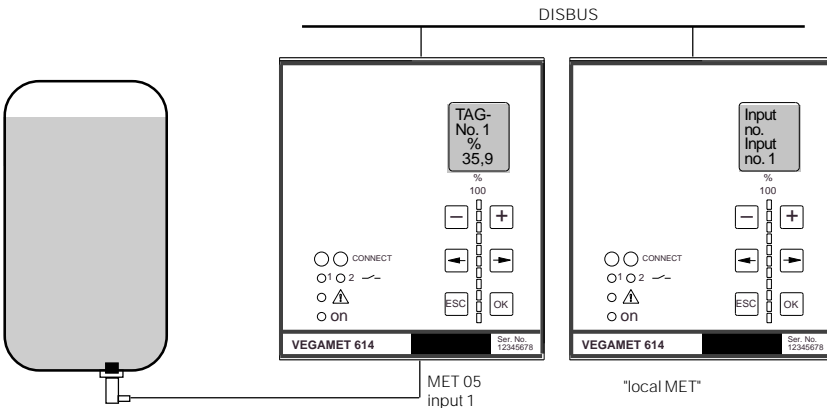 DISBUS
TAG-
No. 1
%
35,9
%
100
– +
CONNECT
1 2
ESC OK
on
VEGAMET 614
Ser. No.
12345678
MET 05
input 1
Input
no.
Input
no. 1
%
100
– +
CONNECT
1 2
ESC OK
on
VEGAMET 614
Ser. No.
12345678
"local MET"